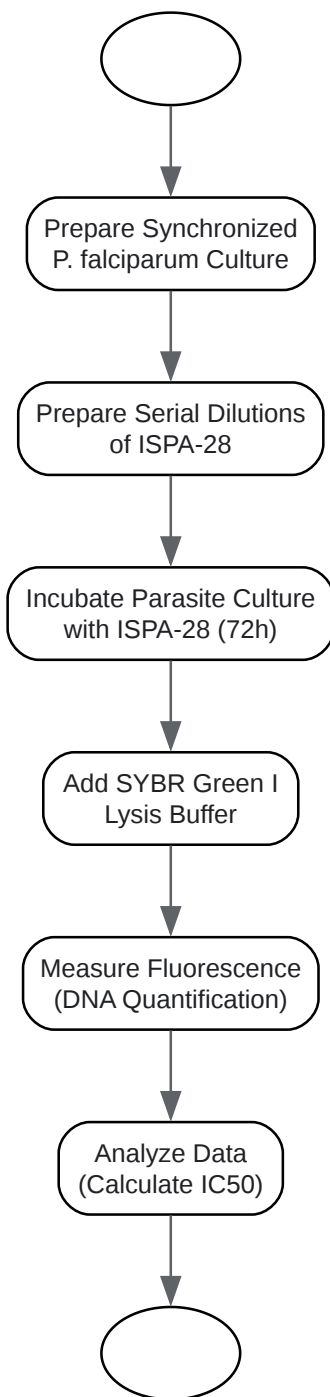 Prepare Synchronized
P. falciparum Culture
Prepare Serial Dilutions
of ISPA-28
Incubate Parasite Culture
with ISPA-28 (72h)
Add SYBR Green I
Lysis Buffer
Measure Fluorescence
(DNA Quantification)
Analyze Data
(Calculate IC50)